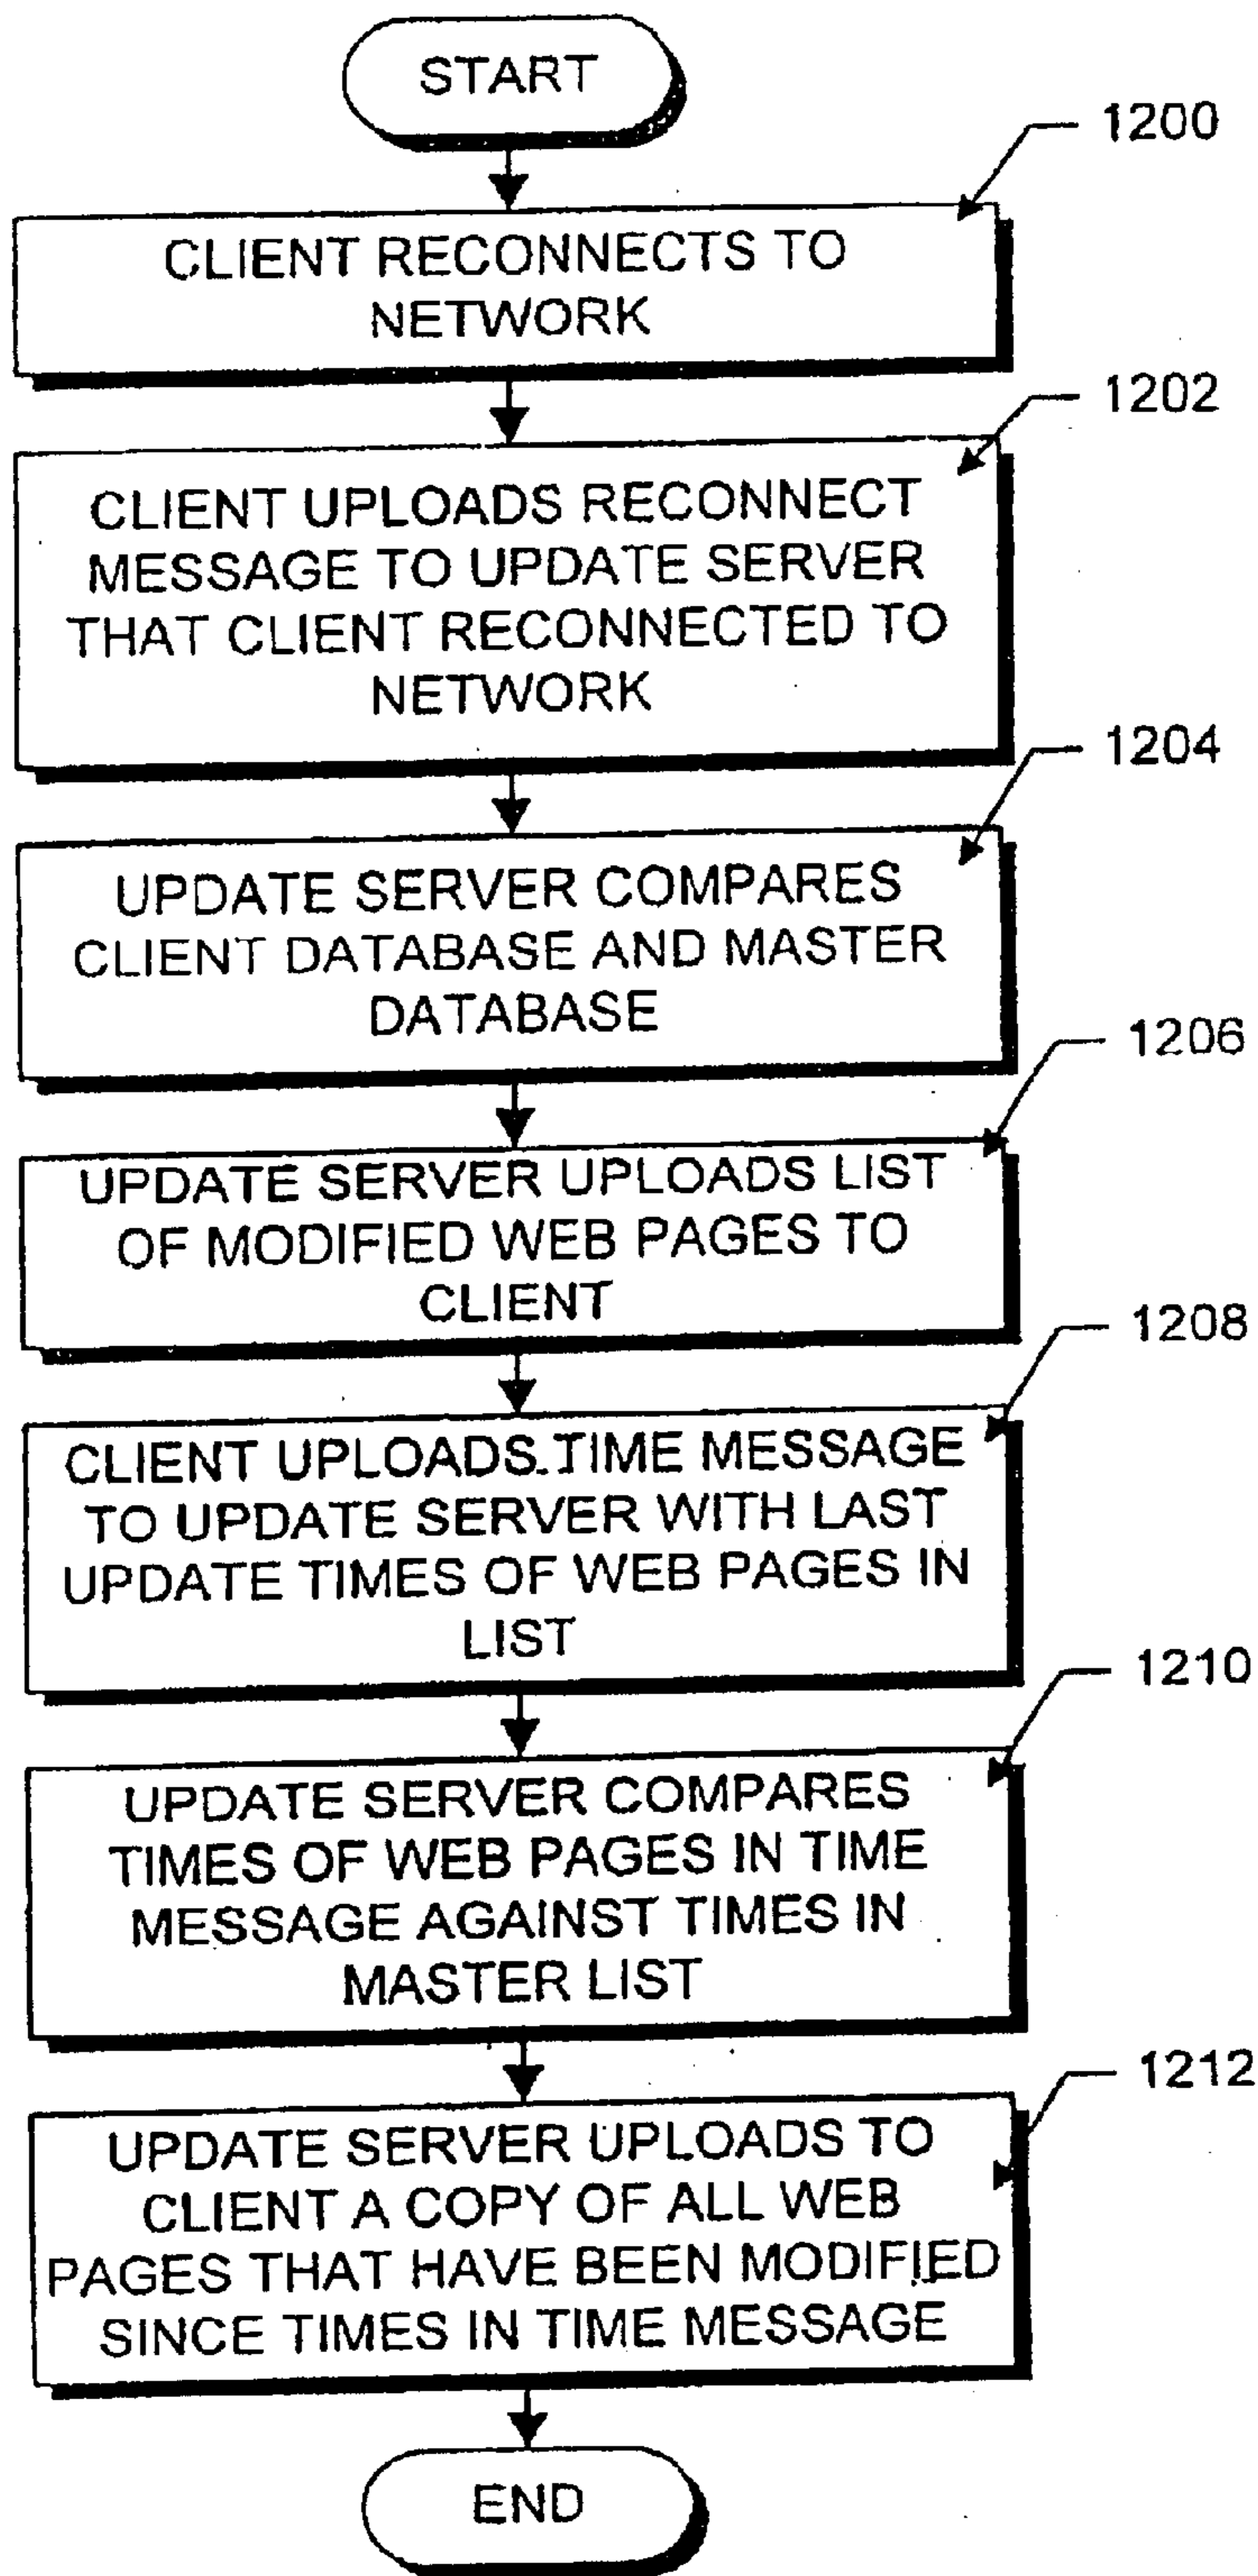 START
1200
CLIENT RECONNECTS TO
NETWORK
1202
CLIENT UPLOADS RECONNECT
MESSAGE TO UPDATE SERVER
THAT CLIENT RECONNECTED TO
NETWORK
1204
UPDATE SERVER COMPARES
CLIENT DATABASE AND MASTER
DATABASE
1206
UPDATE SERVER UPLOADS LIST
OF MODIFIED WEB PAGES TO
CLIENT
1208
CLIENT UPLOADS TIME MESSAGE
TO UPDATE SERVER WITH LAST
UPDATE TIMES OF WEB PAGES IN
LIST
1210
UPDATE SERVER COMPARES
TIMES OF WEB PAGES IN TIME
MESSAGE AGAINST TIMES IN
MASTER LIST
1212
UPDATE SERVER UPLOADS TO
CLIENT A COPY OF ALL WEB
PAGES THAT HAVE BEEN MODIFIED
SINCE TIMES IN TIME MESSAGE
END